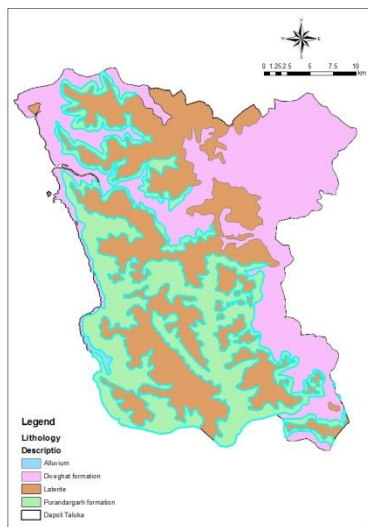 N
0 1.25 2.5 5 7.5 10
km
Legend
Lithology
Descriptio
Alluvium
Diveghat formation
Laterite
Purandargarh formation
Dapoli Taluka